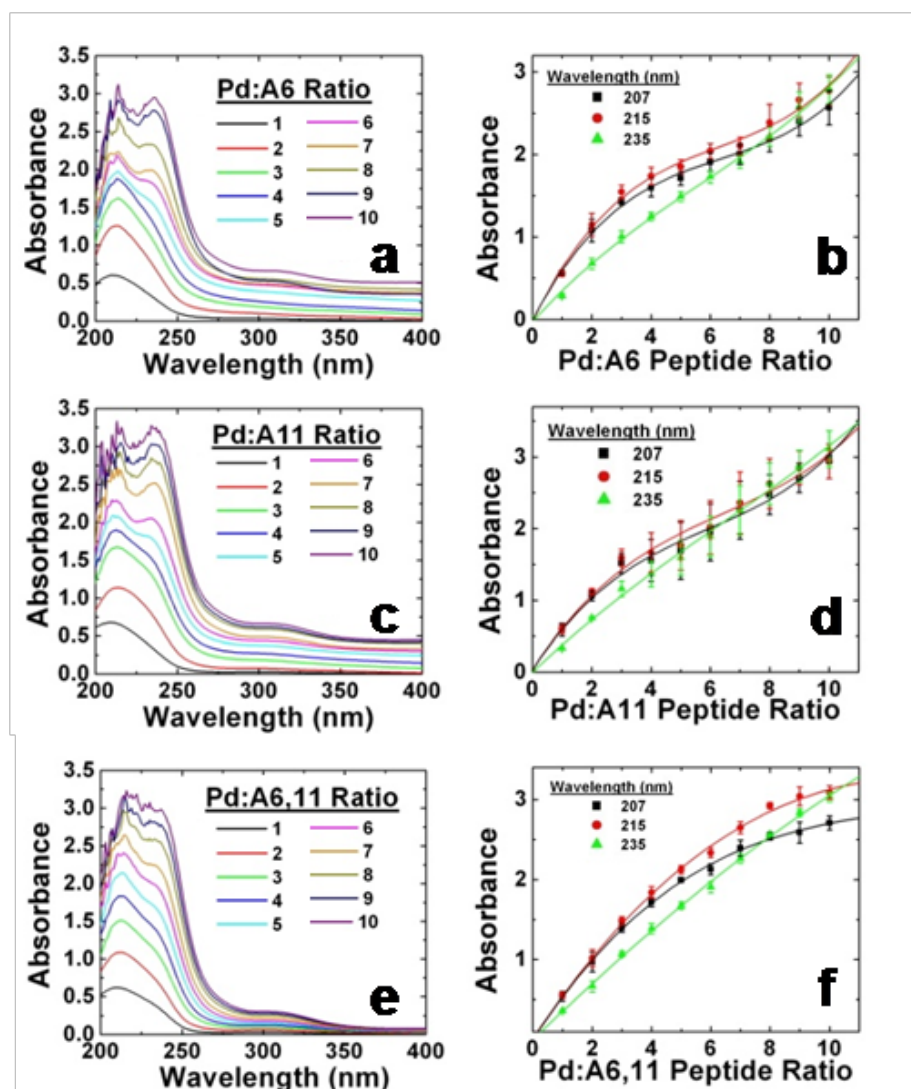 3.5
3.0
2.5
2.0
1.5
1.0
0.5
0.0
Absorbance
Pd:A6 Ratio
1 6
2 7
3 8
4 9
5 10
a
200 250 300 350 400
Wavelength (nm)
3
2
1
0
Absorbance
Wavelength (nm)
207
215
235
b
0 2 4 6 8 10
Pd:A6 Peptide Ratio
3.5
3.0
2.5
2.0
1.5
1.0
0.5
0.0
Absorbance
Pd:A11 Ratio
1 6
2 7
3 8
4 9
5 10
c
200 250 300 350 400
Wavelength (nm)
3
2
1
0
Absorbance
Wavelength (nm)
207
215
235
d
0 2 4 6 8 10
Pd:A11 Peptide Ratio
3.5
3.0
2.5
2.0
1.5
1.0
0.5
0.0
Absorbance
Pd:A6,11 Ratio
1 6
2 7
3 8
4 9
5 10
e
200 250 300 350 400
Wavelength (nm)
3
2
1
Absorbance
Wavelength (nm)
207
215
235
f
0 2 4 6 8 10
Pd:A6,11 Peptide Ratio